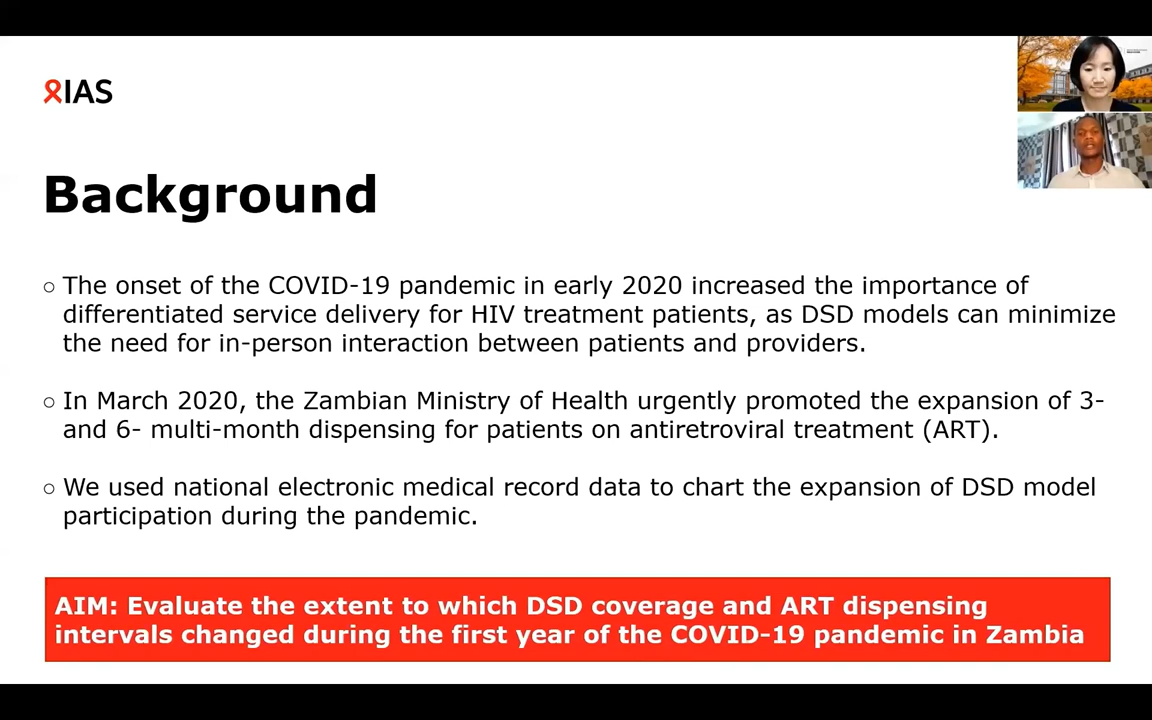 IAS
Background
○ The onset of the COVID-19 pandemic in early 2020 increased the importance of
differentiated service delivery for HIV treatment patients, as DSD models can minimize
the need for in-person interaction between patients and providers.
○ In March 2020, the Zambian Ministry of Health urgently promoted the expansion of 3-
and 6- multi-month dispensing for patients on antiretroviral treatment (ART).
○ We used national electronic medical record data to chart the expansion of DSD model
participation during the pandemic.
AIM: Evaluate the extent to which DSD coverage and ART dispensing
intervals changed during the first year of the COVID-19 pandemic in Zambia